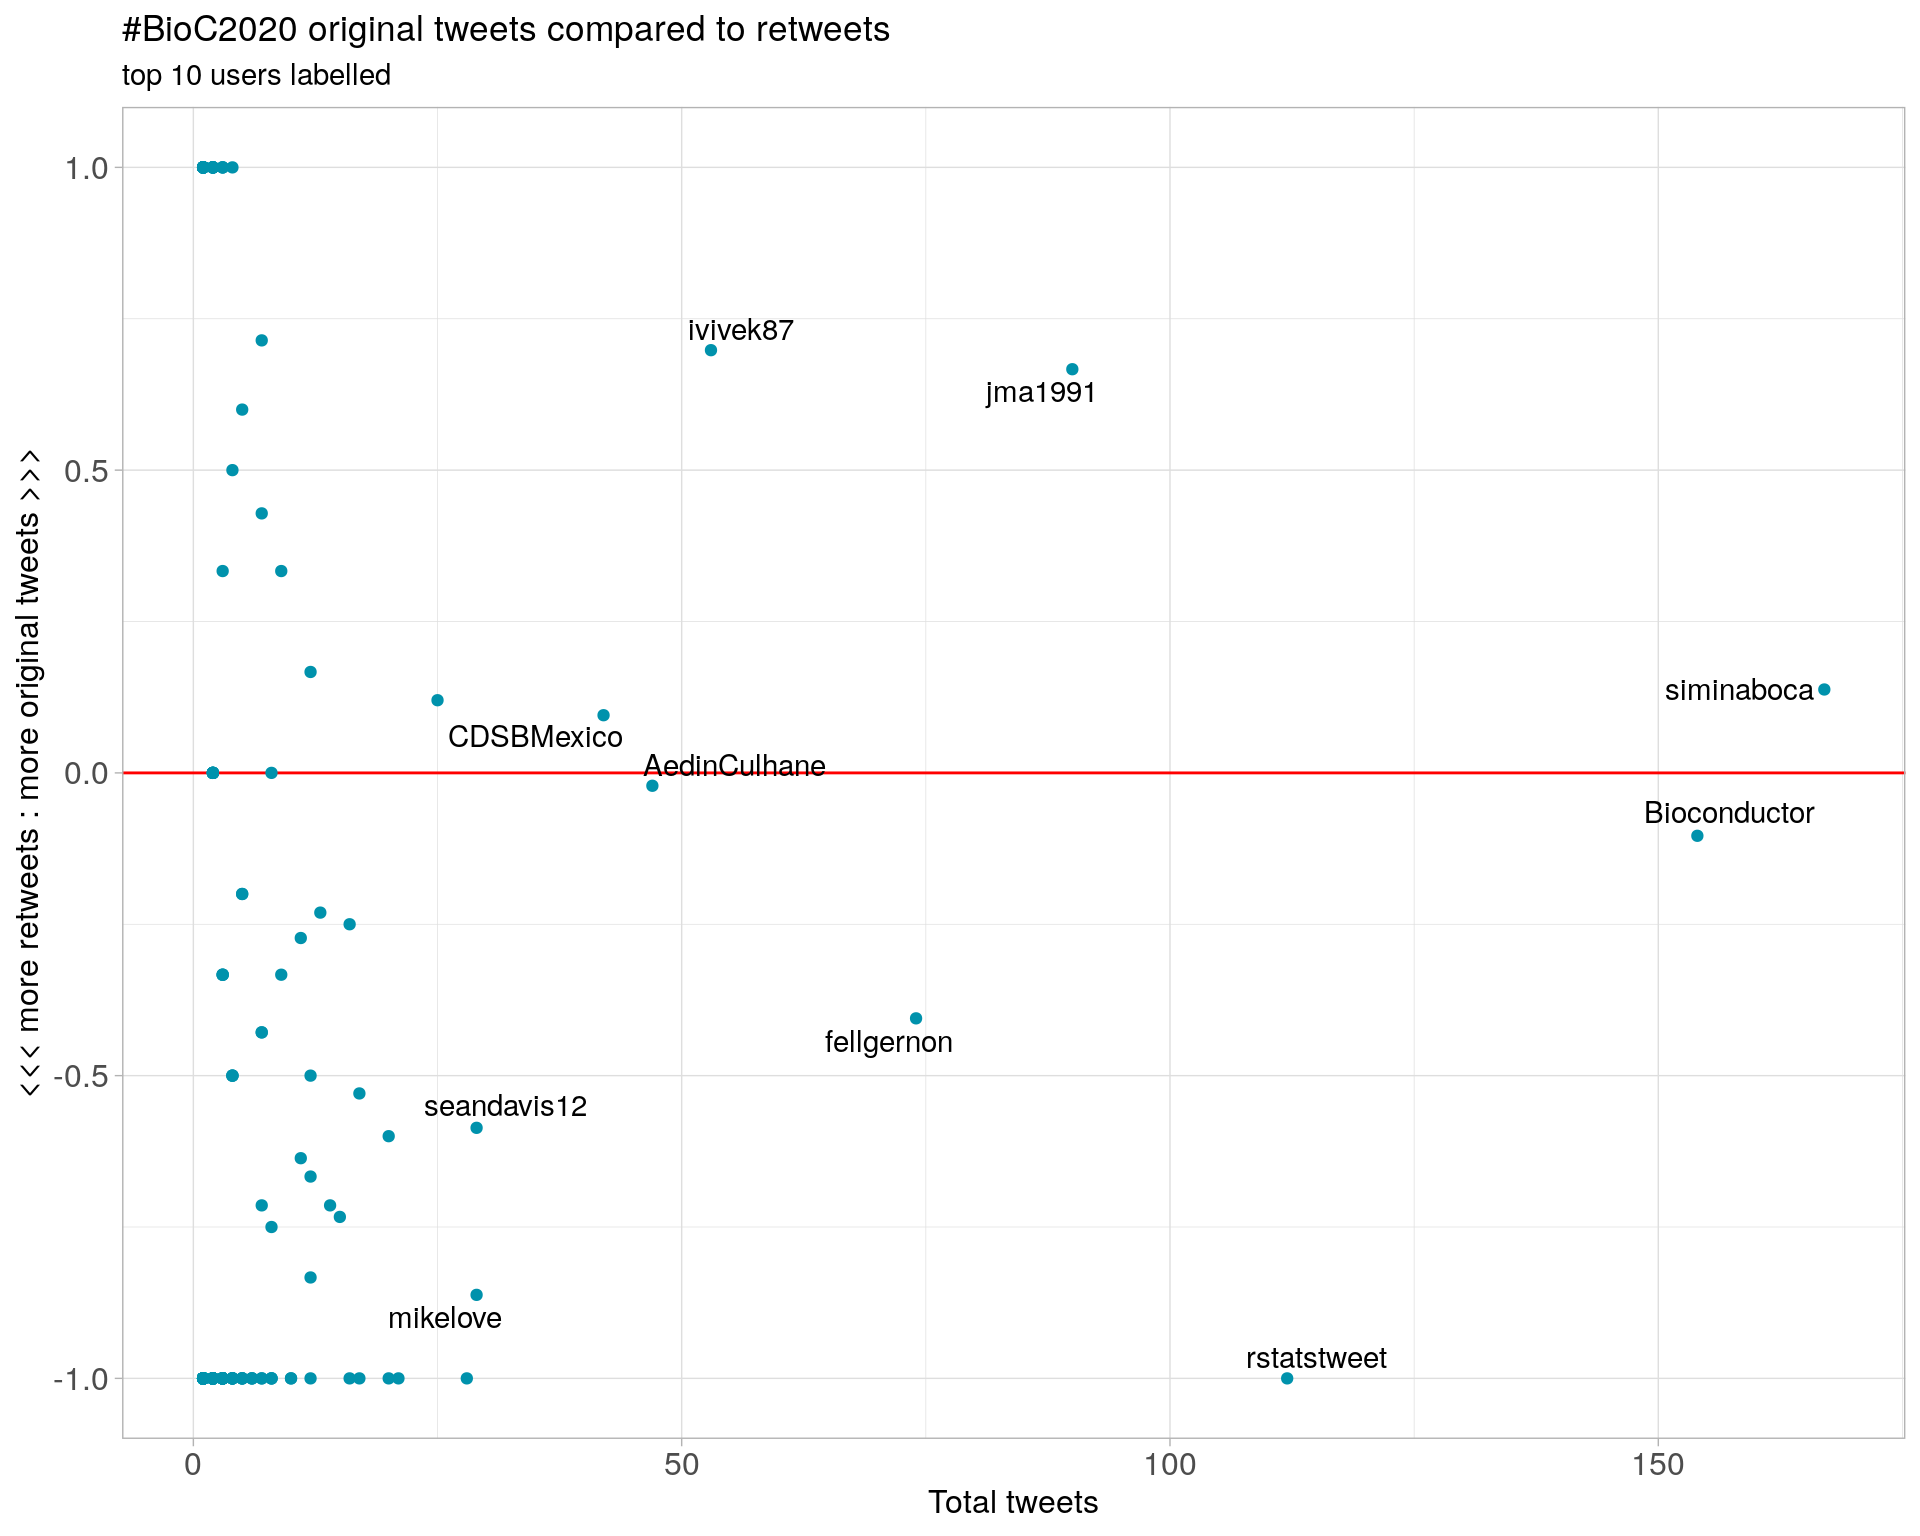 #BioC2020 original tweets compared to retweets
top 10 users labelled
<<< more retweets : more original tweets >>>
1.0
0.5
0.0
-0.5
-1.0
ivivek87
jma1991
siminaboca
CDSBMexico
AedinCulhane
Bioconductor
fellgernon
seandavis12
mikelove
rstatstweet
0
50
100
150
Total tweets